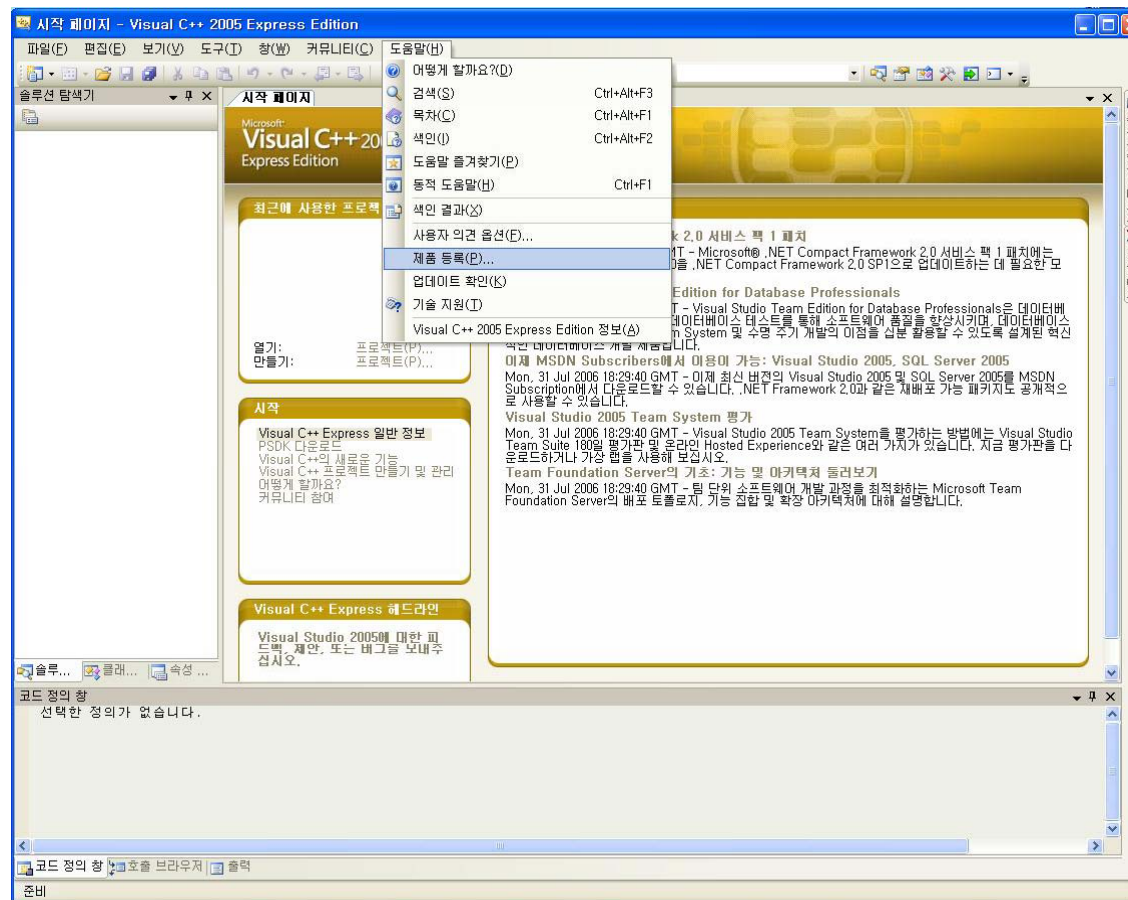 시작 페이지 - Visual C++ 2005 Express Edition
파일(F) 편집(E) 보기(V) 도구(T) 창(W) 커뮤니티(C) 도움말(H)
솔루션 탐색기
시작 페이지
어떻게 할까요?(D)
검색(S) Ctrl+Alt+F3
목차(C) Ctrl+Alt+F1
색인(I) Ctrl+Alt+F2
도움말 즐겨찾기(P)
동적 도움말(H) Ctrl+F1
색인 결과(X)
사용자 의견 옵션(F)...
제품 등록(P)...
업데이트 확인(K)
기술 지원(T)
Visual C++ 2005 Express Edition 정보(A)
Microsoft
Visual C++ 20
Express Edition
최근에 사용한 프로젝
열기: 프로젝트(P)...
만들기: 프로젝트(P)...
시작
Visual C++ Express 일반 정보
PSDK 다운로드
Visual C++의 새로운 기능
Visual C++ 프로젝트 만들기 및 관리
어떻게 할까요?
커뮤니티 참여
Visual C++ Express 헤드라인
Visual Studio 2005에 대한 피
드백, 제안, 또는 버그를 보내주
십시오.
k 2.0 서비스 팩 1 패치
MT - Microsoft® .NET Compact Framework 2.0 서비스 팩 1 패치에는
을 .NET Compact Framework 2.0 SP1으로 업데이트하는 데 필요한 모
Edition for Database Professionals
T - Visual Studio Team Edition for Database Professionals은 데이터베
데이터베이스 테스트를 통해 소프트웨어 품질을 향상시키며, 데이터베이스
m System 및 수명 주기 개발의 이점을 십분 활용할 수 있도록 설계된 혁신
적인 데이터베이스 개발 제품입니다.
이제 MSDN Subscribers에서 이용이 가능: Visual Studio 2005, SQL Server 2005
Mon, 31 Jul 2006 18:29:40 GMT - 이제 최신 버전의 Visual Studio 2005 및 SQL Server 2005를 MSDN
Subscription에서 다운로드할 수 있습니다. .NET Framework 2.0과 같은 재배포 가능 패키지도 공개적으
로 사용할 수 있습니다.
Visual Studio 2005 Team System 평가
Mon, 31 Jul 2006 18:29:40 GMT - Visual Studio 2005 Team System을 평가하는 방법에는 Visual Studio
Team Suite 180일 평가판 및 온라인 Hosted Experience와 같은 여러 가지가 있습니다. 지금 평가판을 다
운로드하거나 가상 랩을 사용해 보십시오.
Team Foundation Server의 기초: 기능 및 아키텍처 둘러보기
Mon, 31 Jul 2006 18:29:40 GMT - 팀 단위 소프트웨어 개발 과정을 최적화하는 Microsoft Team
Foundation Server의 배포 토폴로지, 기능 집합 및 확장 아키텍처에 대해 설명합니다.
솔루... 클래... 속성 ...
코드 정의 창
선택한 정의가 없습니다.
코드 정의 창 호출 브라우저 출력
준비